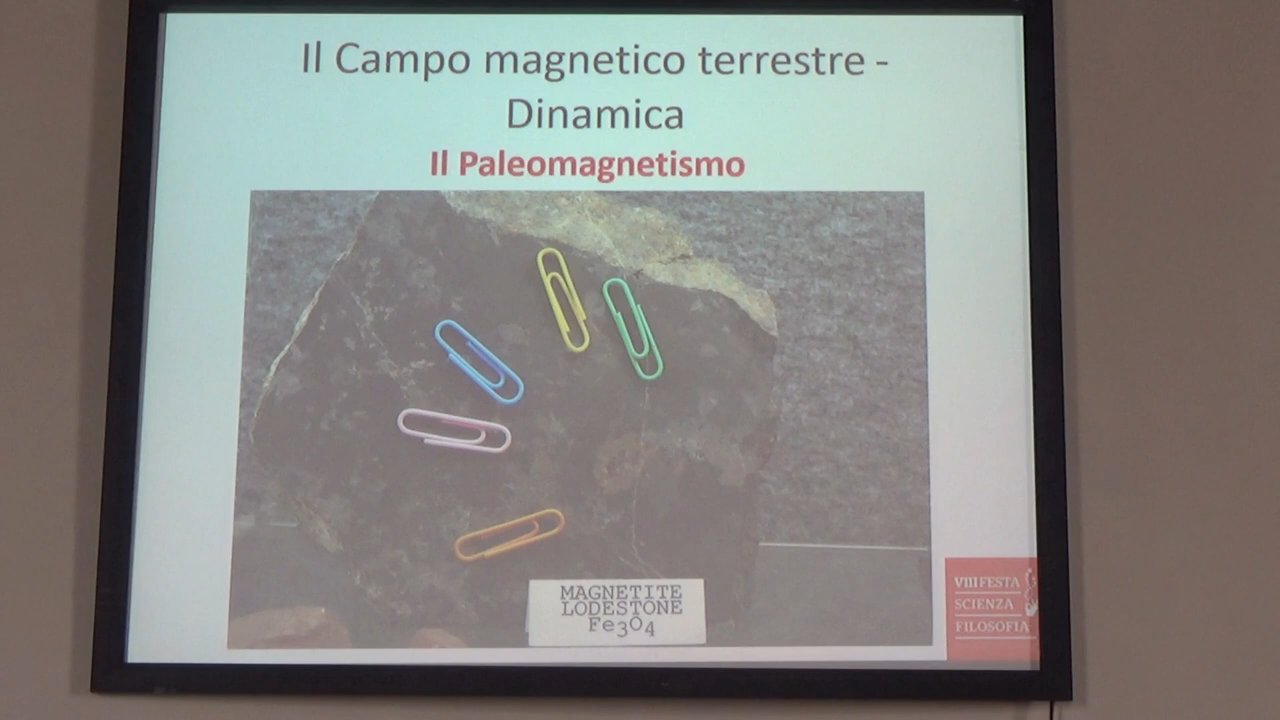 Il Campo magnetico terrestre -
Dinamica
Il Paleomagnetismo
MAGNETITE
LODESTONE
Fe3O4
VIII FESTA
SCIENZA
FILOSOFIA